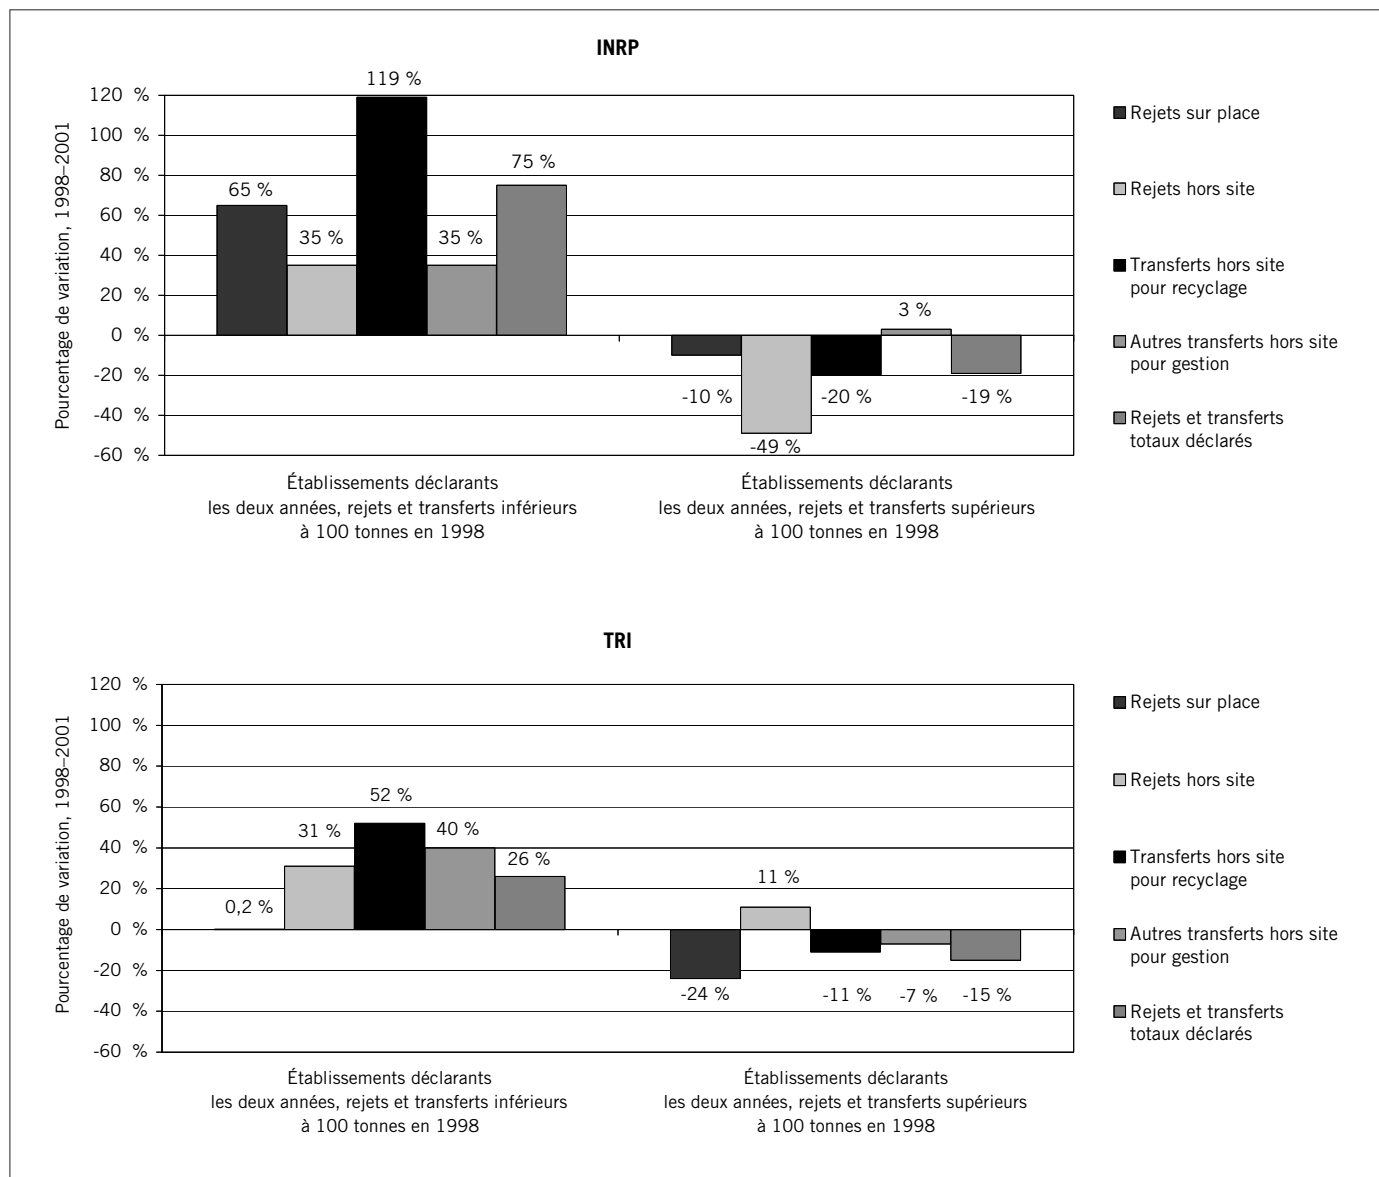 INRP
Pourcentage de variation, 1998–2001
120 %
100 %
80 %
60 %
40 %
20 %
0 %
-20 %
-40 %
-60 %
65 %
35 %
119 %
35 %
75 %
-10 %
-49 %
-20 %
3 %
-19 %
Établissements déclarants
les deux années, rejets et transferts inférieurs
à 100 tonnes en 1998
Établissements déclarants
les deux années, rejets et transferts supérieurs
à 100 tonnes en 1998
Rejets sur place
Rejets hors site
Transferts hors site
pour recyclage
Autres transferts hors site
pour gestion
Rejets et transferts
totaux déclarés
TRI
Pourcentage de variation, 1998–2001
120 %
100 %
80 %
60 %
40 %
20 %
0 %
-20 %
-40 %
-60 %
0,2 %
31 %
52 %
40 %
26 %
-24 %
11 %
-11 %
-7 %
-15 %
Établissements déclarants
les deux années, rejets et transferts inférieurs
à 100 tonnes en 1998
Établissements déclarants
les deux années, rejets et transferts supérieurs
à 100 tonnes en 1998
Rejets sur place
Rejets hors site
Transferts hors site
pour recyclage
Autres transferts hors site
pour gestion
Rejets et transferts
totaux déclarés